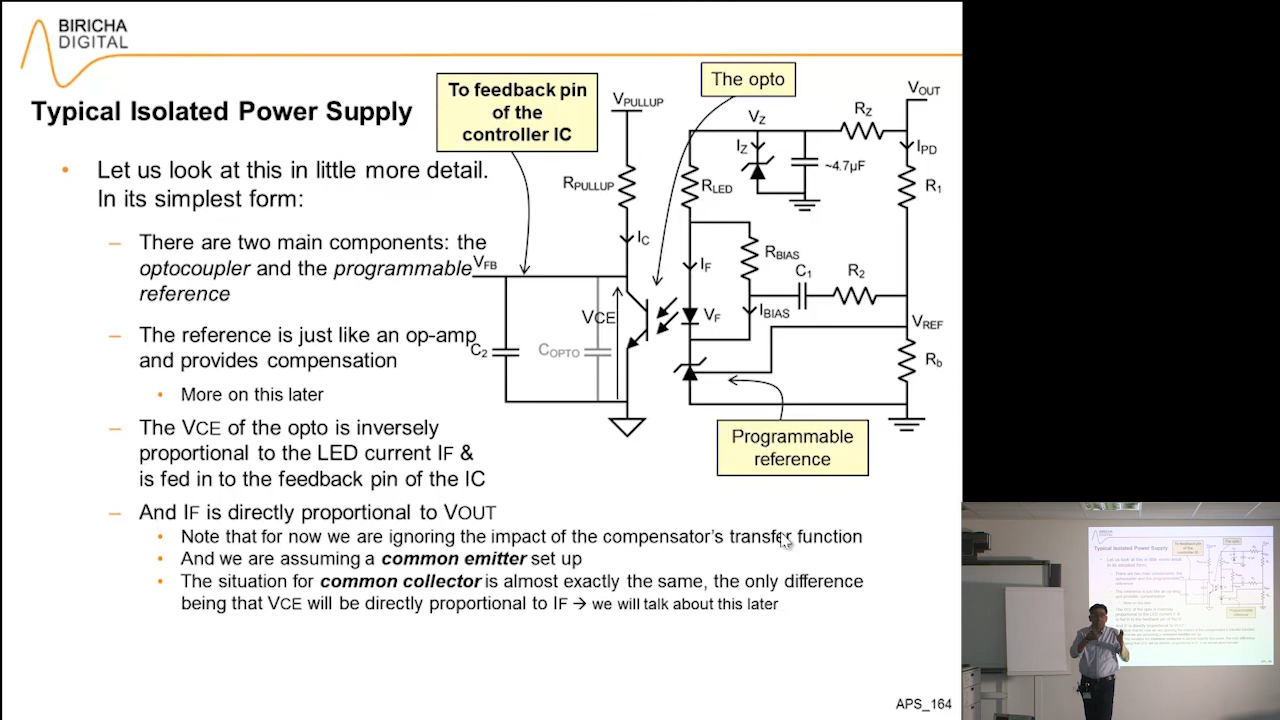 BIRICHA
DIGITAL
Typical Isolated Power Supply
To feedback pin
of the
controller IC
The opto
• Let us look at this in little more detail.
In its simplest form:
– There are two main components: the
optocoupler and the programmable
reference
– The reference is just like an op-amp
and provides compensation
• More on this later
– The VCE of the opto is inversely
proportional to the LED current IF &
is fed in to the feedback pin of the IC
– And IF is directly proportional to VOUT
• Note that for now we are ignoring the impact of the compensator's transfer function
• And we are assuming a common emitter set up
• The situation for common collector is almost exactly the same, the only difference
being that VCE will be directly proportional to IF → we will talk about this later
VPULLUP
RPULLUP
IC
VFB
VCE
C2
COPTO
VZ
RZ
VOUT
IZ
~4.7µF
IPD
RLED
R1
IF
RBIAS
C1
R2
VF
IBIAS
VREF
Rb
Programmable
reference
APS_164